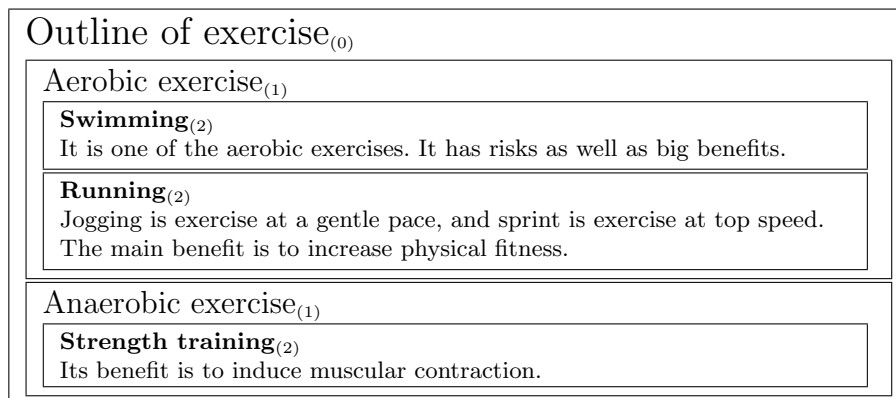 Outline of exercise(0)
Aerobic exercise(1)
Swimming(2)
It is one of the aerobic exercises. It has risks as well as big benefits.
Running(2)
Jogging is exercise at a gentle pace, and sprint is exercise at top speed.
The main benefit is to increase physical fitness.
Anaerobic exercise(1)
Strength training(2)
Its benefit is to induce muscular contraction.